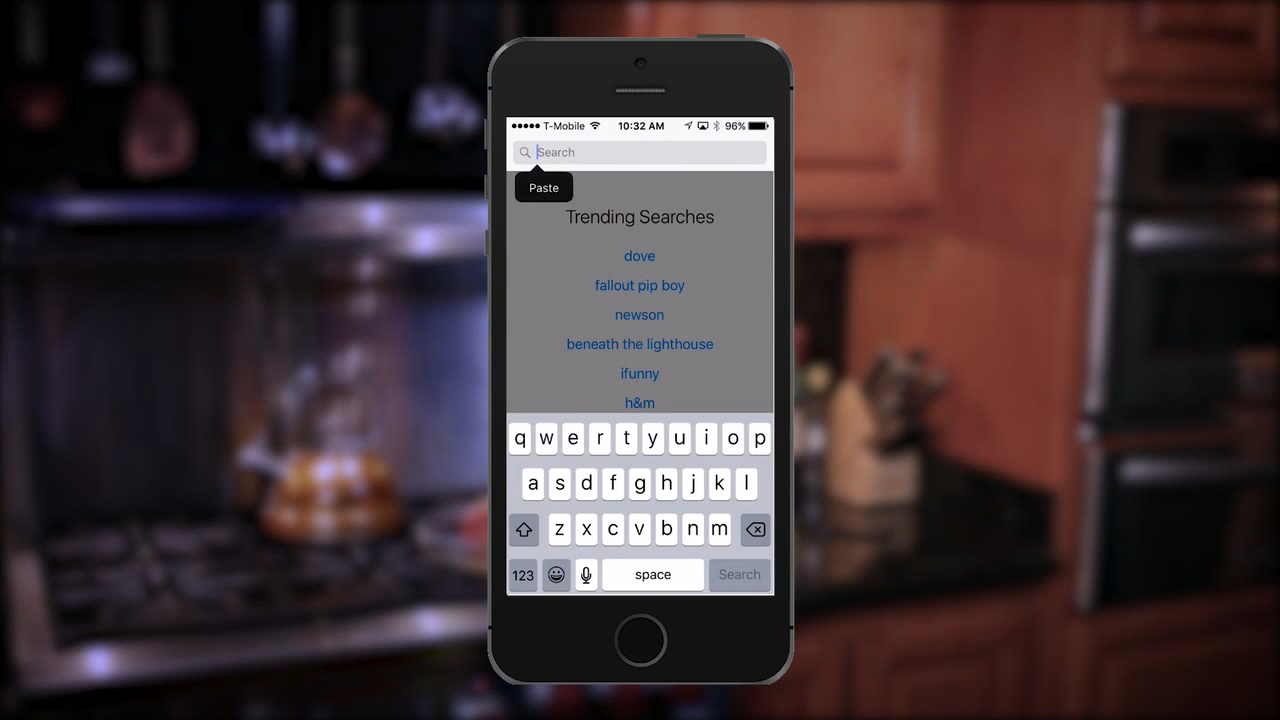 T-Mobile 10:32 AM 96%
Search
Paste
Trending Searches
dove
fallout pip boy
newson
beneath the lighthouse
ifunny
h&m
q w e r t y u i o p
a s d f g h j k l
z x c v b n m
123 space Search